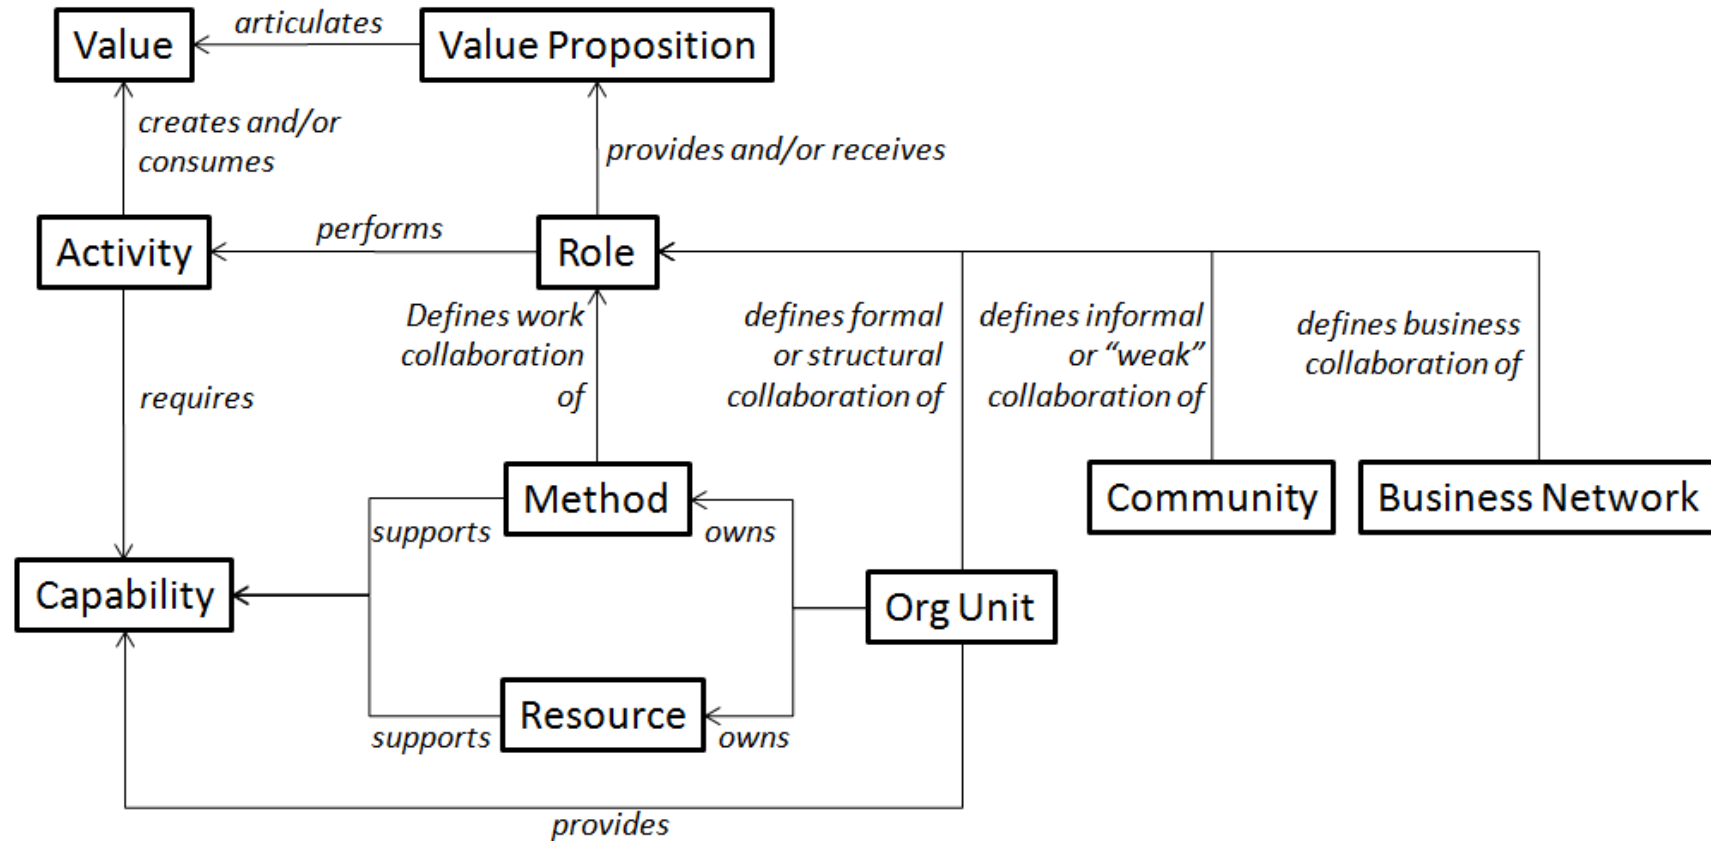 articulates
Value
Value Proposition
creates and/or
consumes
provides and/or receives
performs
Activity
Role
Defines work
collaboration
of
defines formal
or structural
collaboration of
defines informal
or “weak”
collaboration of
defines business
collaboration of
requires
Method
Community
Business Network
supports
owns
Capability
Org Unit
Resource
supports
owns
provides